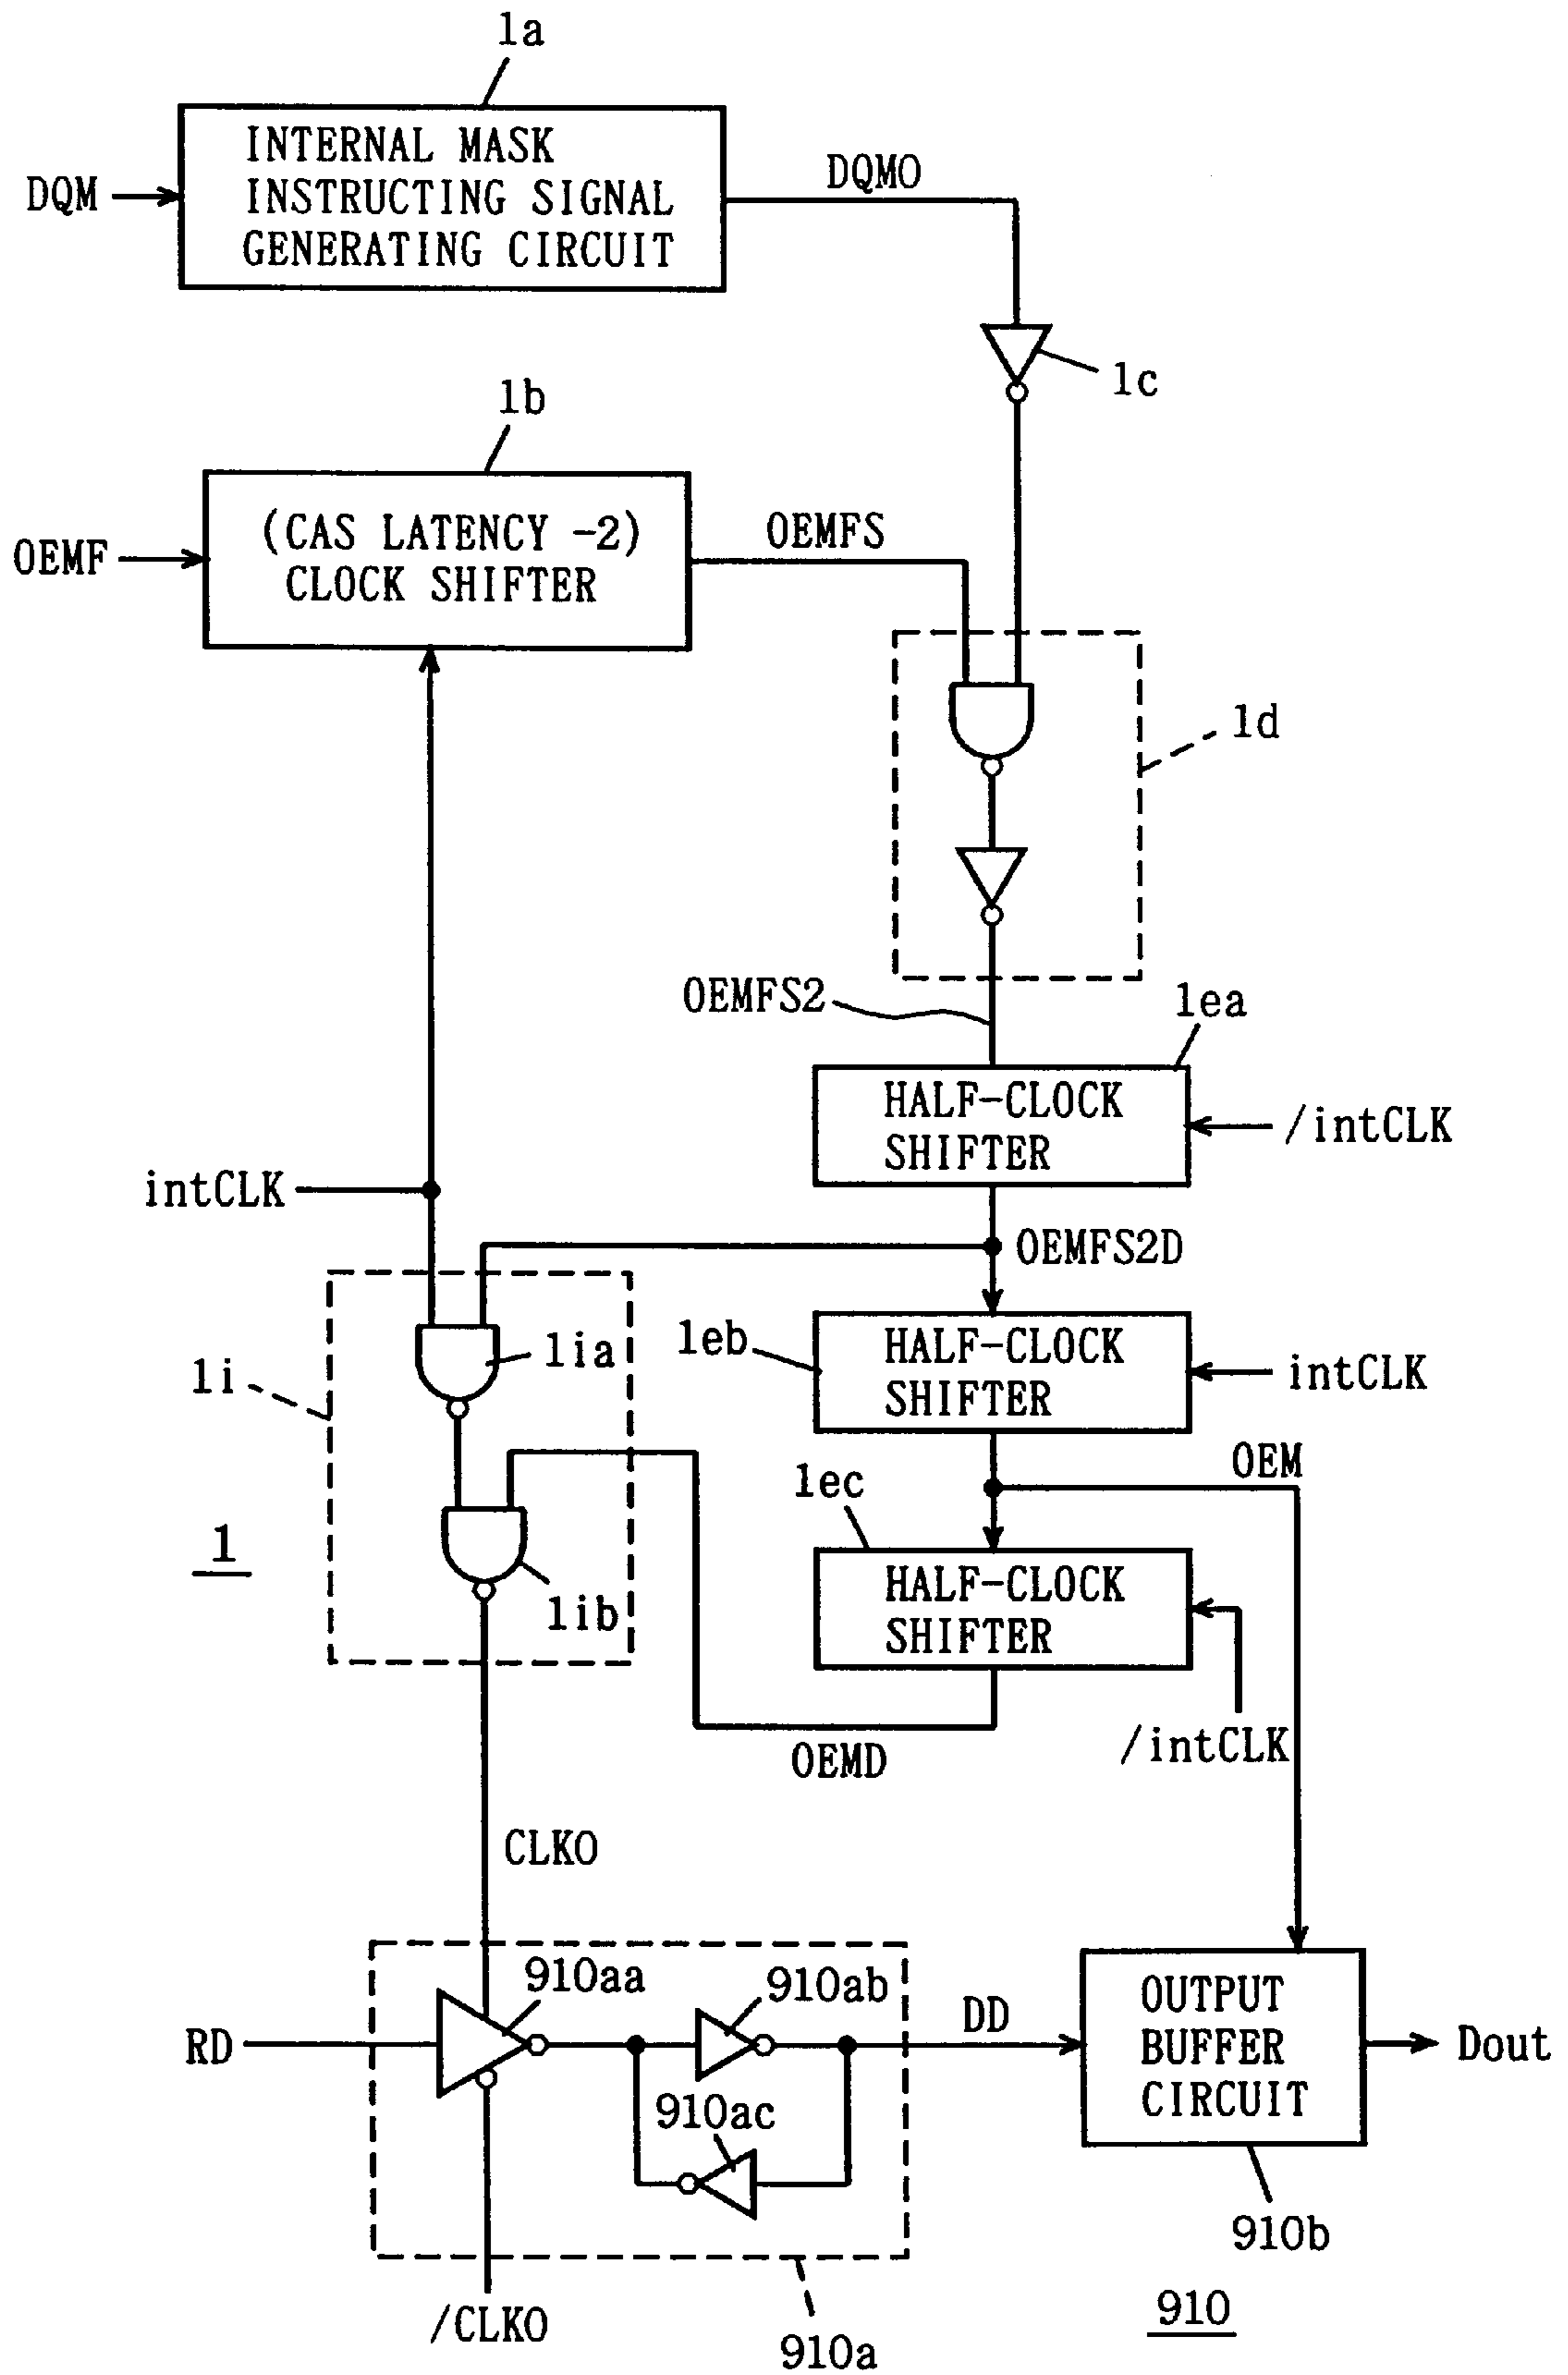 1a
INTERNAL MASK
INSTRUCTING SIGNAL
GENERATING CIRCUIT
DQM
DQMO
1c
1b
(CAS LATENCY -2)
CLOCK SHIFTER
OEMF
OEMFS
1d
OEMFS2
1ea
HALF-CLOCK
SHIFTER
/intCLK
intCLK
OEMFS2D
1eb
HALF-CLOCK
SHIFTER
intCLK
1ia
1i
OEM
1ec
HALF-CLOCK
SHIFTER
1
1ib
/intCLK
OEMD
CLKO
910aa
910ab
RD
DD
OUTPUT
BUFFER
CIRCUIT
Dout
910ac
910b
/CLKO
910a
910